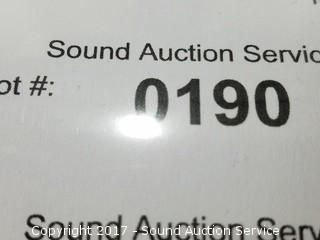 Sound Auction Servic
ot #:
0190
Sound Auction Serv
Copyright 2017 - Sound Auction Service